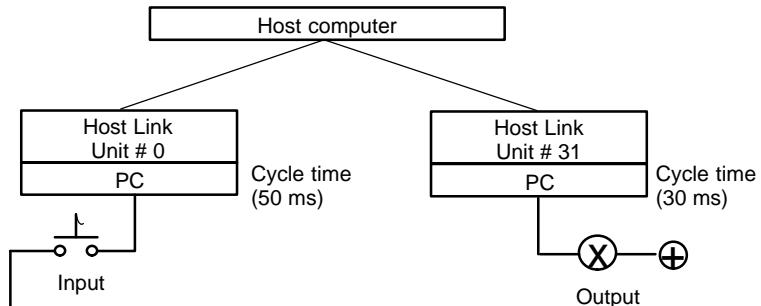 Host computer
Host Link
Unit # 0
PC
Cycle time
(50 ms)
Input
Host Link
Unit # 31
PC
Cycle time
(30 ms)
X
Output